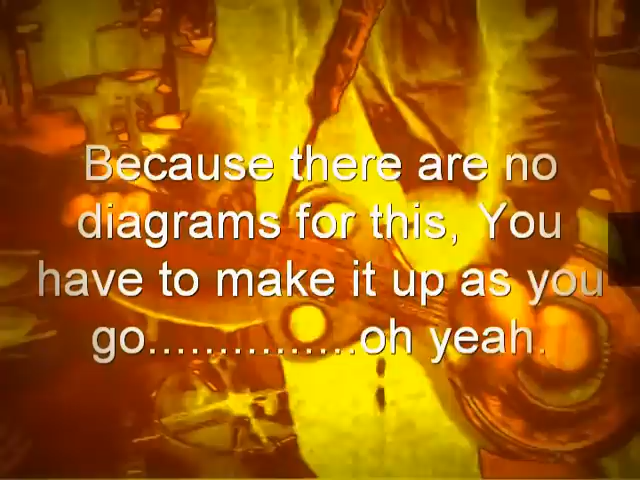 Because there are no
diagrams for this, You
have to make it up as you
go...............oh yeah.